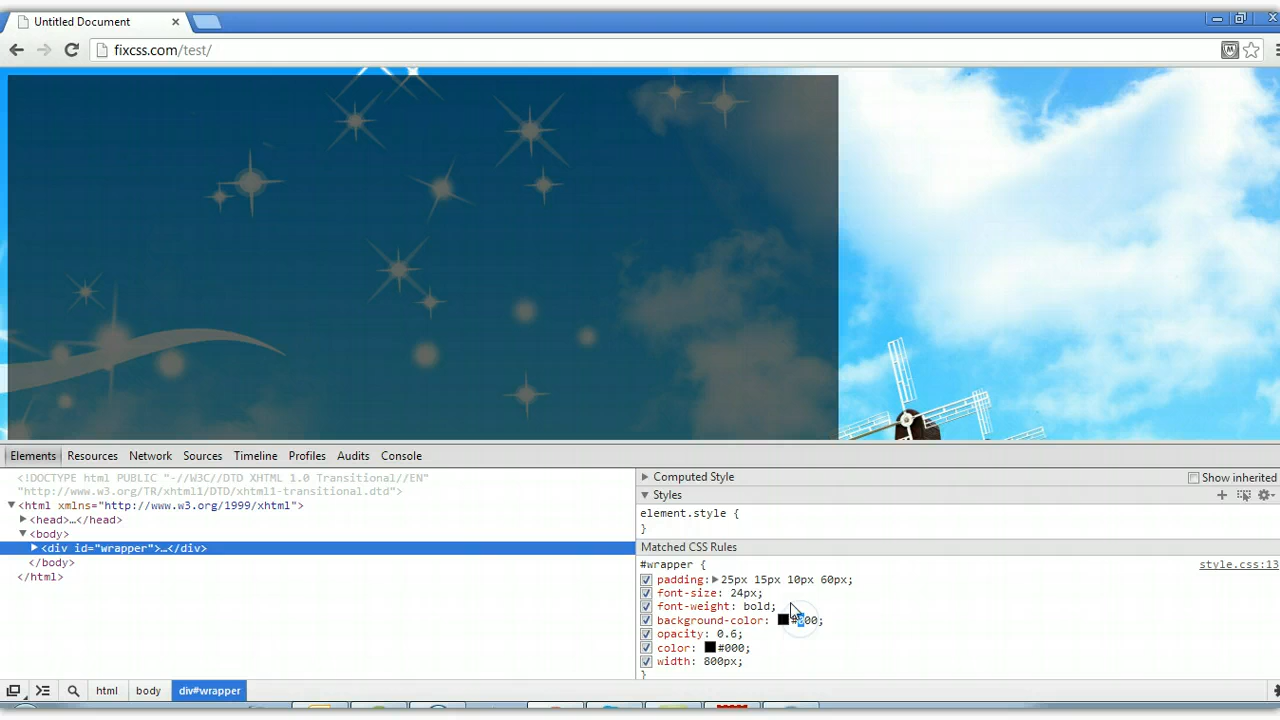 Untitled Document
fixcss.com/test/
Elements Resources Network Sources Timeline Profiles Audits Console
<!DOCTYPE html PUBLIC "-//W3C//DTD XHTML 1.0 Transitional//EN"
"http://www.w3.org/TR/xhtml1/DTD/xhtml1-transitional.dtd">
<html xmlns="http://www.w3.org/1999/xhtml">
<head>…</head>
<body>
<div id="wrapper">…</div>
</body>
</html>
Computed Style Show inherited
Styles
element.style {
}
Matched CSS Rules
#wrapper { style.css:13
padding: 25px 15px 10px 60px;
font-size: 24px;
font-weight: bold;
background-color: #000;
opacity: 0.6;
color: #000;
width: 800px;
}
html body div#wrapper